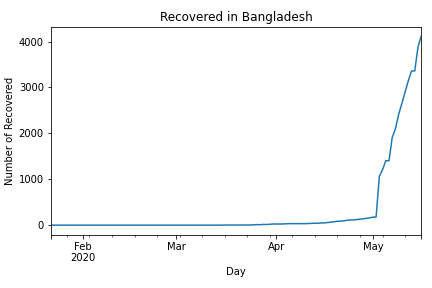 Recovered in Bangladesh
Number of Recovered
4000
3000
2000
1000
0
Feb
2020
Mar
Apr
May
Day